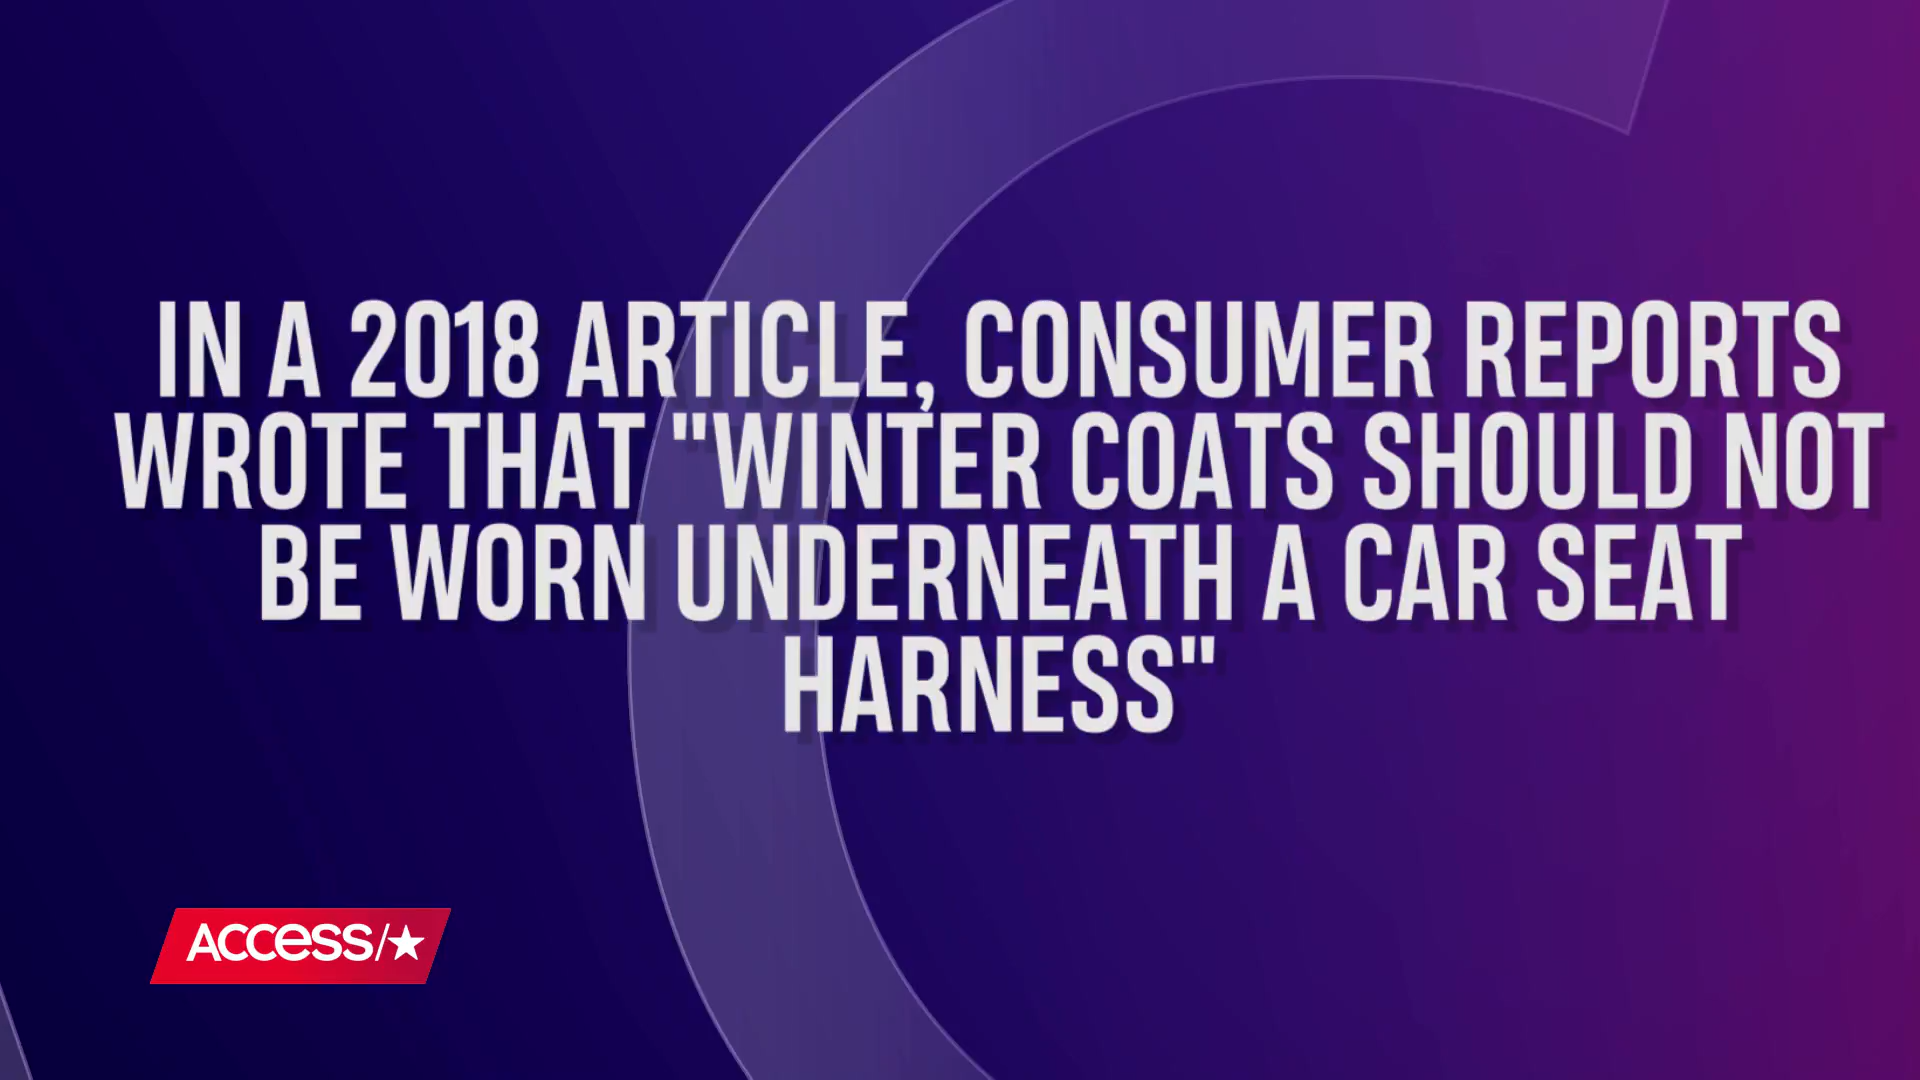 IN A 2018 ARTICLE, CONSUMER REPORTS
WROTE THAT "WINTER COATS SHOULD NOT
BE WORN UNDERNEATH A CAR SEAT
HARNESS"
ACCESS/★